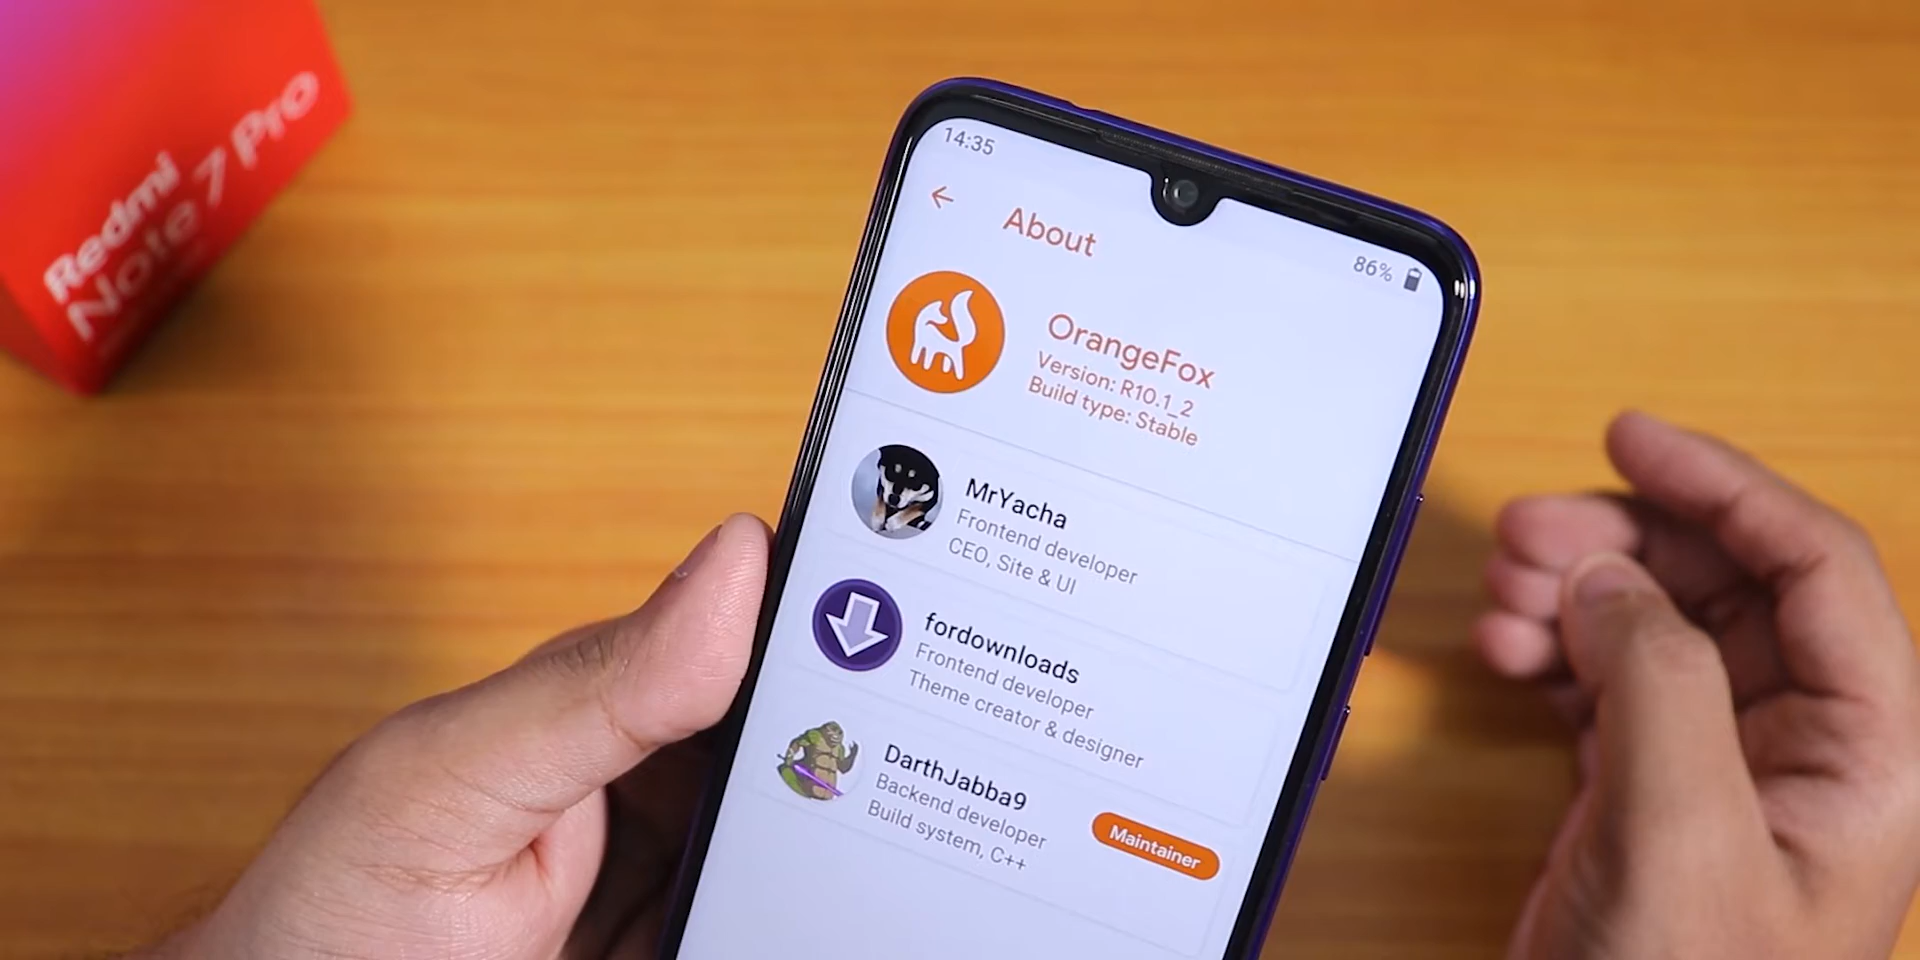 Redmi
Note 7 Pro
14:35
86%
About
OrangeFox
Version: R10.1_2
Build type: Stable
MrYacha
Frontend developer
CEO, Site & UI
fordownloads
Frontend developer
Theme creator & designer
DarthJabba9
Backend developer
Build system, C++
Maintainer